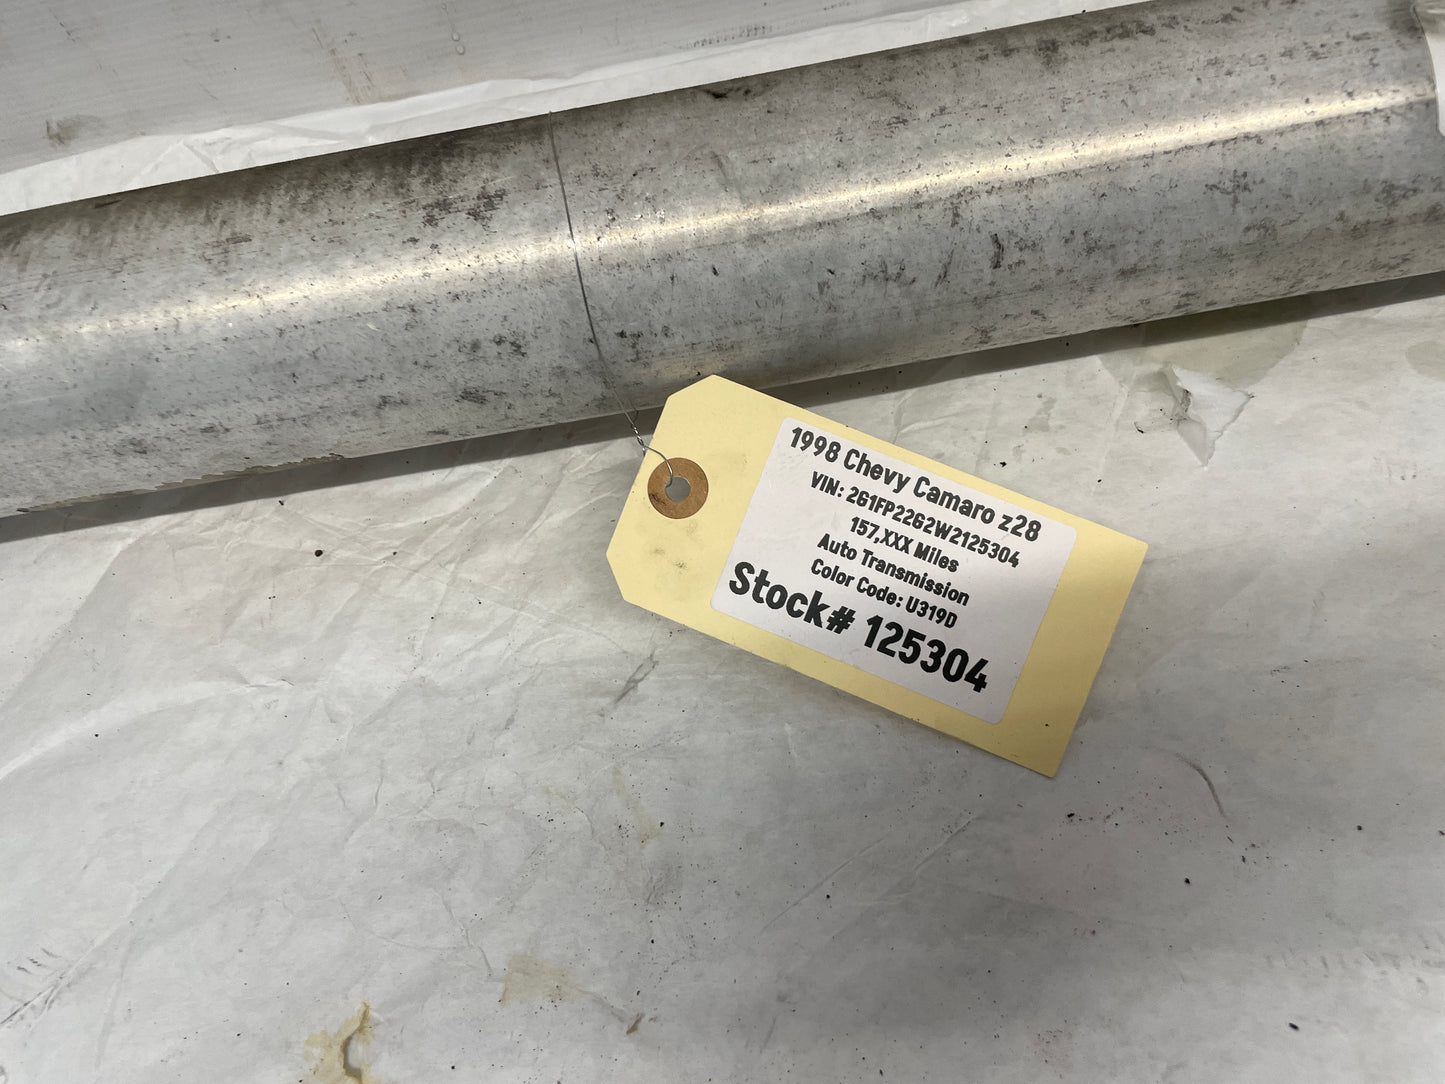 1998 Chevy Camaro z28
VIN: 2G1FP22G2W2125304
157,XXX Miles
Auto Transmission
Color Code: U319D
Stock# 125304